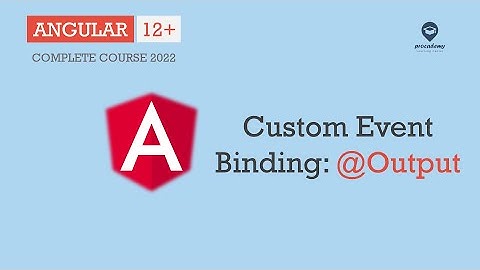 ANGULAR 12+
COMPLETE COURSE 2022
procademy
A
Custom Event
Binding: @Output